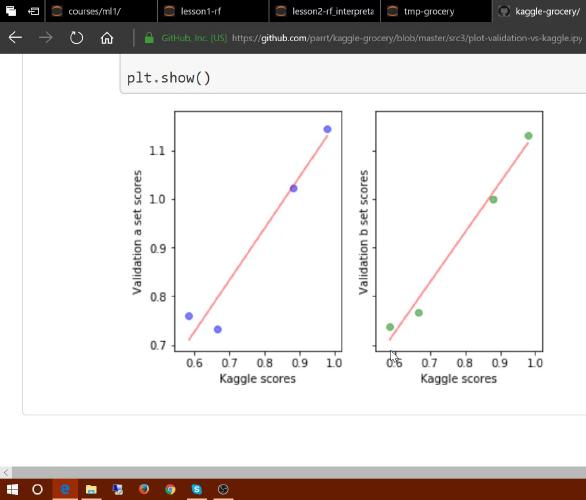 courses/ml1/
lesson1-rf
lesson2-rf_interpreta
tmp-grocery
kaggle-grocery/
GitHub, Inc. [US] https://github.com/parrt/kaggle-grocery/blob/master/src3/plot-validation-vs-kaggle.ipy
plt.show()
Validation a set scores
1.1
1.0
0.9
0.8
0.7
0.6 0.7 0.8 0.9 1.0
Kaggle scores
Validation b set scores
0.6 0.7 0.8 0.9 1.0
Kaggle scores